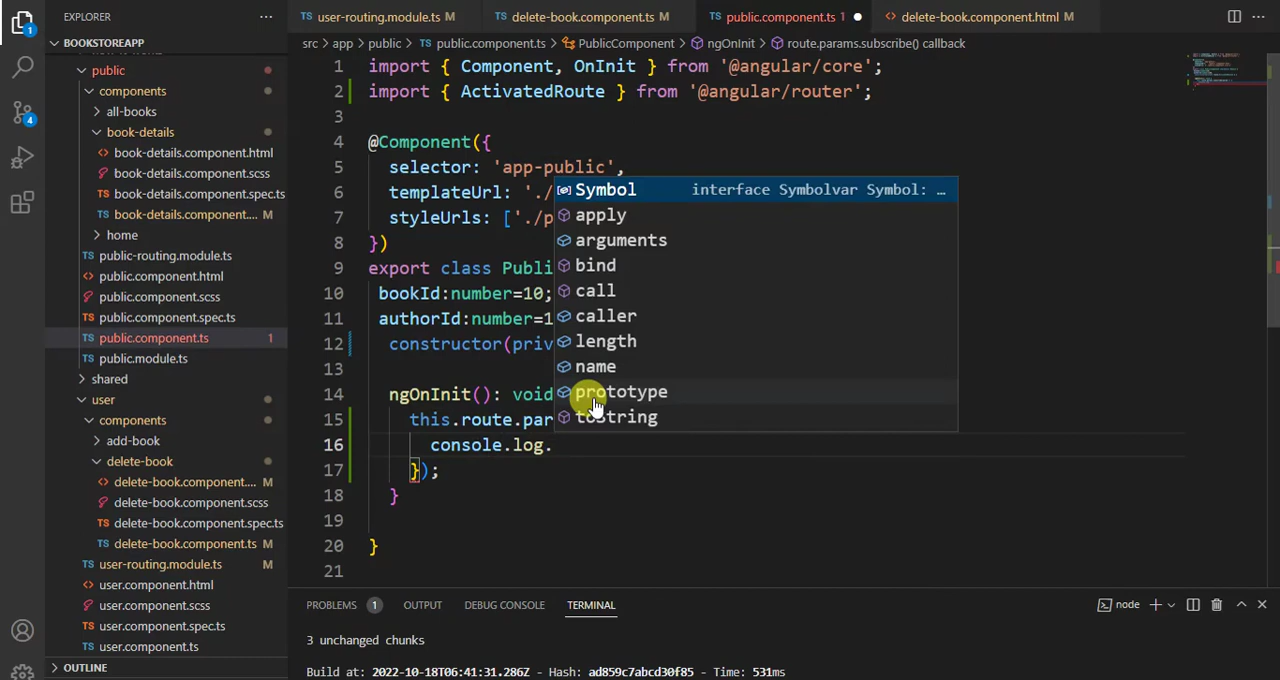 EXPLORER
BOOKSTOREAPP
public
components
all-books
book-details
book-details.component.html
book-details.component.scss
book-details.component.spec.ts
book-details.component.... M
home
public-routing.module.ts
public.component.html
public.component.scss
public.component.spec.ts
public.component.ts 1
public.module.ts
shared
user
components
add-book
delete-book
delete-book.component.... M
delete-book.component.scss
delete-book.component.spec.ts
delete-book.component.ts M
user-routing.module.ts M
user.component.html
user.component.scss
user.component.spec.ts
user.component.ts
OUTLINE
user-routing.module.ts M
delete-book.component.ts M
public.component.ts 1
delete-book.component.html M
src > app > public > public.component.ts > PublicComponent > ngOnInit > route.params.subscribe() callback
1 import { Component, OnInit } from '@angular/core';
2 import { ActivatedRoute } from '@angular/router';
3
4 @Component({
5 selector: 'app-public',
6 templateUrl: './
7 styleUrls: ['./p
8 })
9 export class Publi
10 bookId:number=10;
11 authorId:number=1
12 constructor(priv
13
14 ngOnInit(): void
15 this.route.par
16 console.log.
17 });
18 }
19
20 }
21
Symbol interface Symbolvar Symbol: …
apply
arguments
bind
call
caller
length
name
prototype
toString
PROBLEMS 1
OUTPUT
DEBUG CONSOLE
TERMINAL
node
3 unchanged chunks
Build at: 2022-10-18T06:41:31.286Z - Hash: ad859c7abcd30f85 - Time: 531ms
1
4